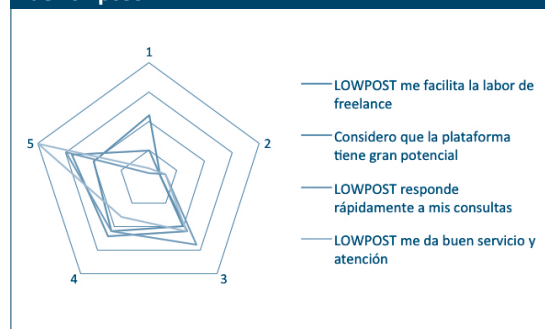 1
LOWPOST me facilita la labor de
freelance
2
Considero que la plataforma
tiene gran potencial
5
LOWPOST responde
rápidamente a mis consultas
LOWPOST me da buen servicio y
atención
4
3